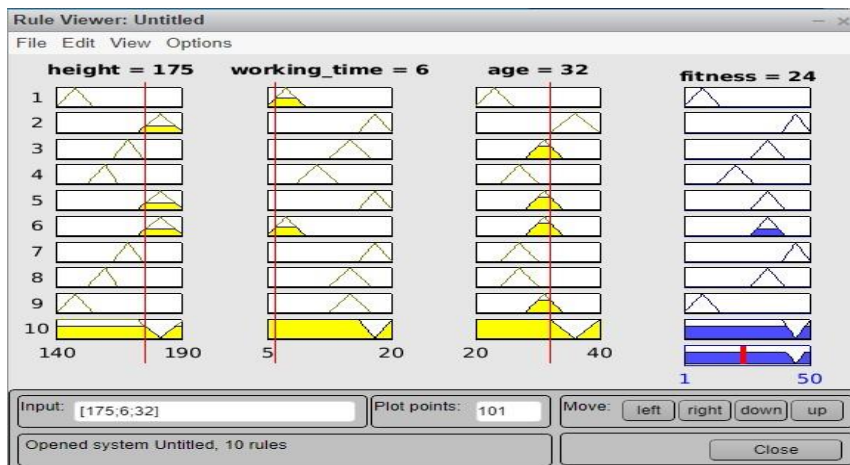 Rule Viewer: Untitled
File Edit View Options
height = 175 working_time = 6 age = 32 fitness = 24
1
2
3
4
5
6
7
8
9
10
140 190 5 20 20 40
1 50
Input: [175;6;32] Plot points: 101 Move: left right down up
Opened system Untitled, 10 rules Close